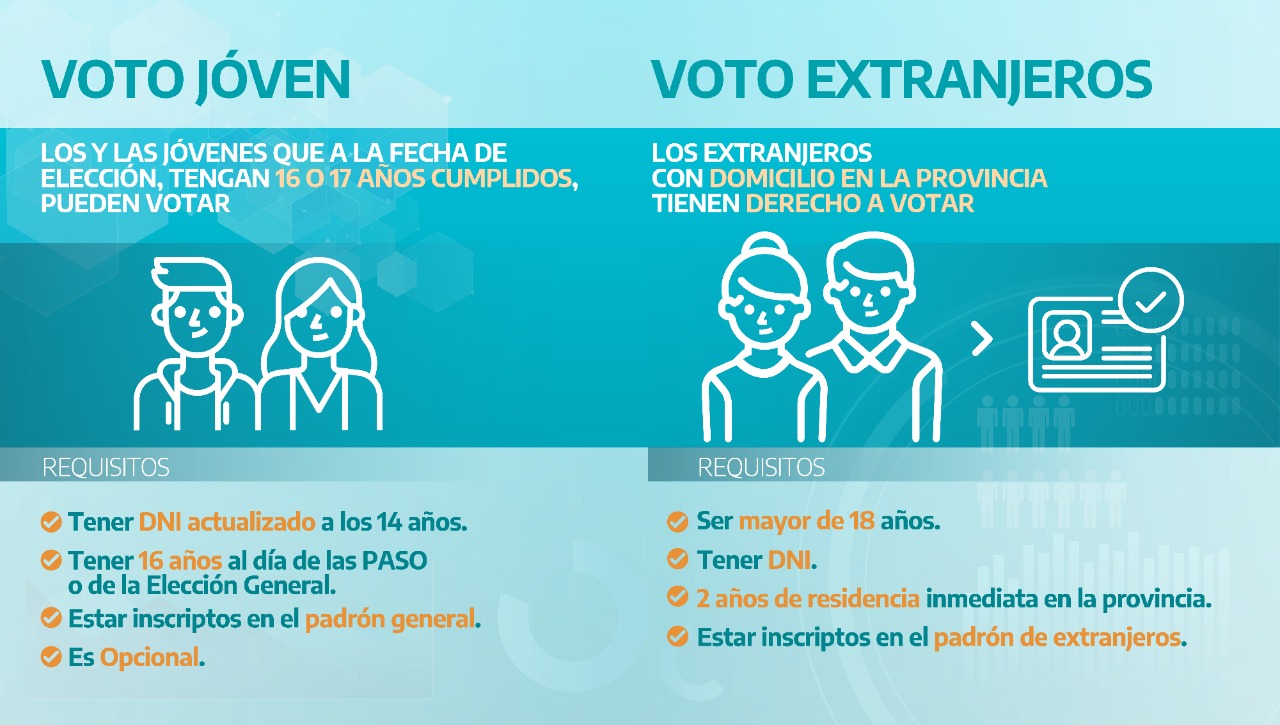 VOTO JÓVEN
LOS Y LAS JÓVENES QUE A LA FECHA DE
ELECCIÓN, TENGAN 16 O 17 AÑOS CUMPLIDOS,
PUEDEN VOTAR
REQUISITOS
Tener DNI actualizado a los 14 años.
Tener 16 años al día de las PASO
o de la Elección General.
Estar inscriptos en el padrón general.
Es Opcional.
VOTO EXTRANJEROS
LOS EXTRANJEROS
CON DOMICILIO EN LA PROVINCIA
TIENEN DERECHO A VOTAR
REQUISITOS
Ser mayor de 18 años.
Tener DNI.
2 años de residencia inmediata en la provincia.
Estar inscriptos en el padrón de extranjeros.